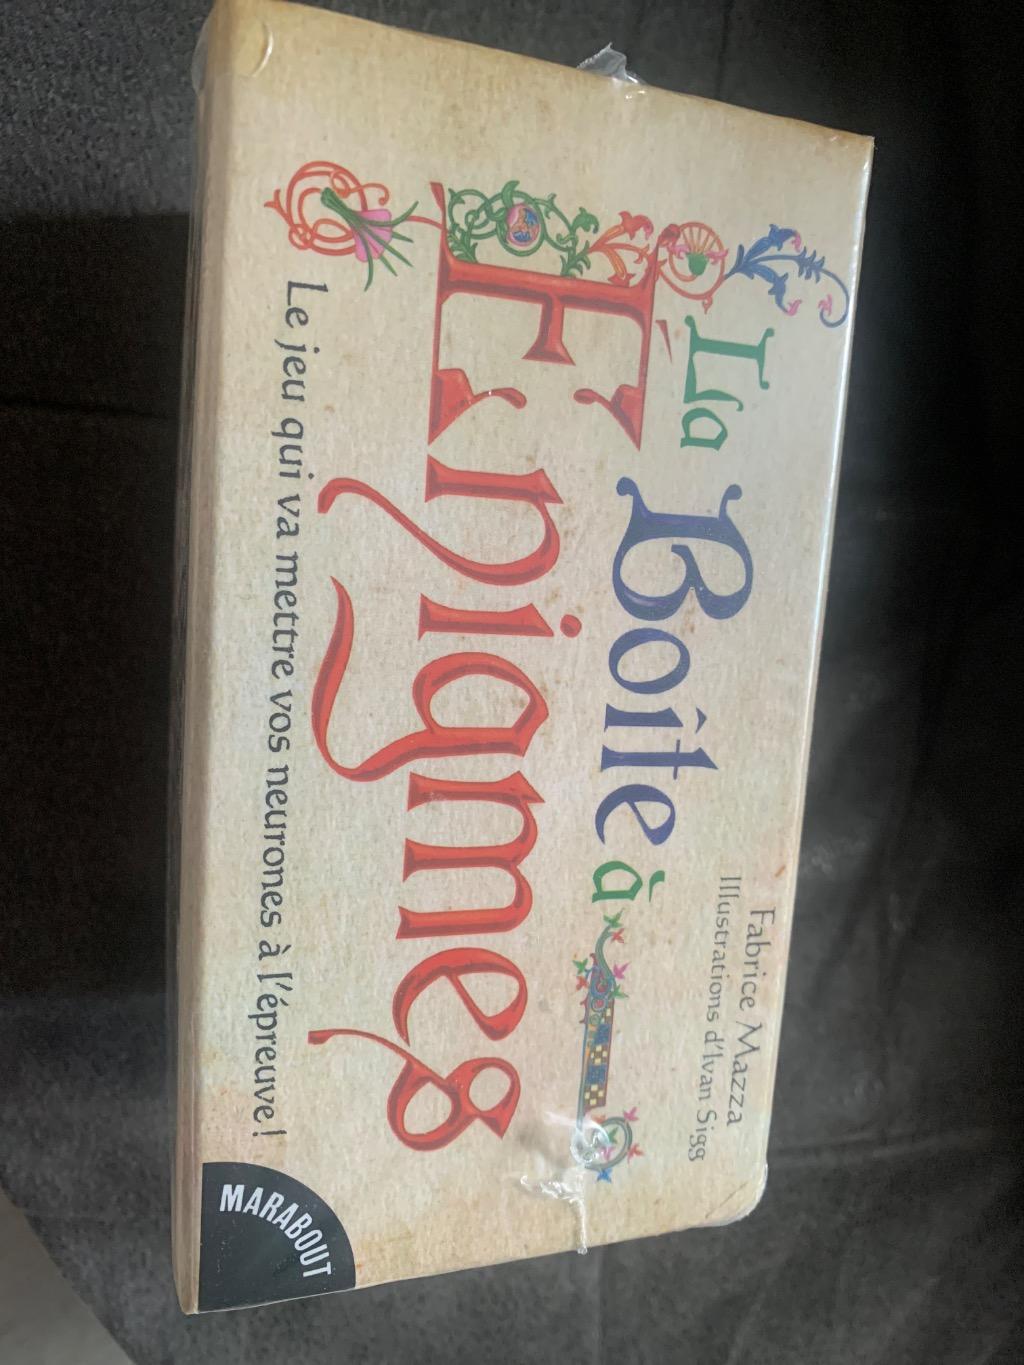 Fabrice Mazza
Illustrations d'Ivan Sigg
La Boîte à
Énigmes
Le jeu qui va mettre vos neurones à l'épreuve!
MARABOUT